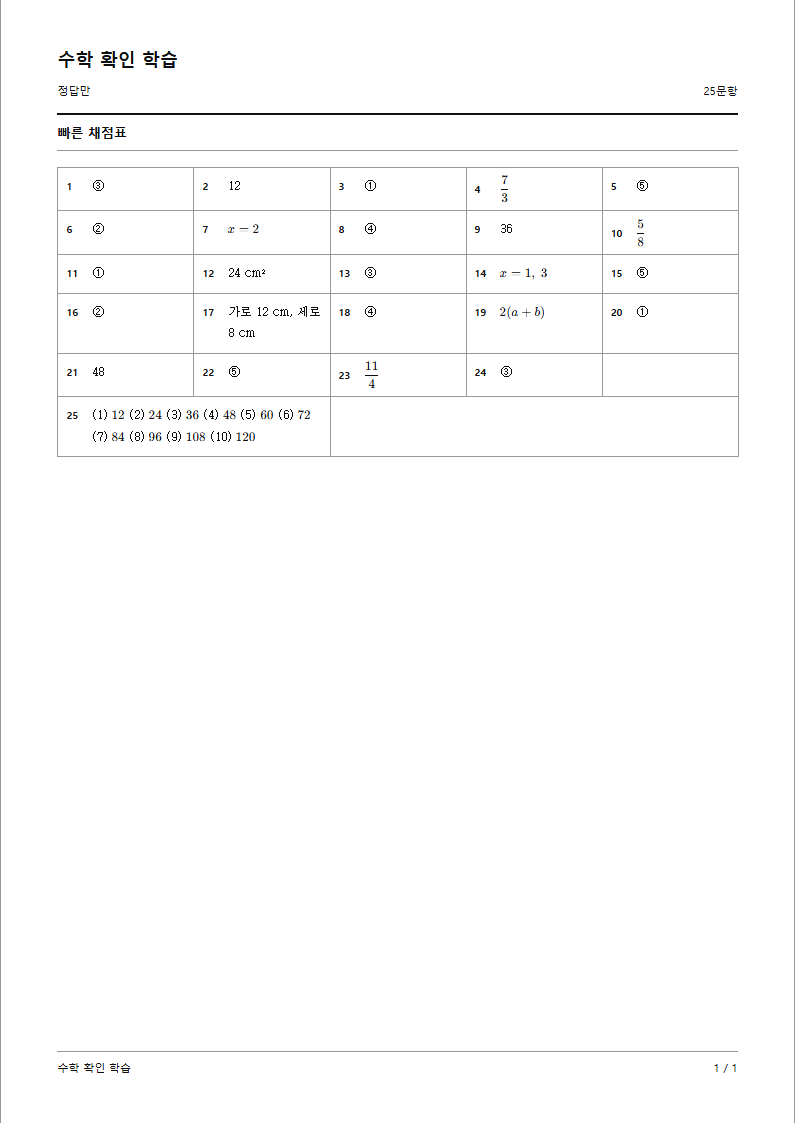 수학 확인 학습
정답만 25문항
빠른 채점표
1 ③ 2 12 3 ① 4 7/3 5 ⑤
6 ② 7 x = 2 8 ④ 9 36 10 5/8
11 ① 12 24 cm² 13 ③ 14 x = 1, 3 15 ⑤
16 ② 17 가로 12 cm, 세로 18 ④ 19 2(a + b) 20 ①
8 cm
21 48 22 ⑤ 23 11/4 24 ③
25 (1) 12 (2) 24 (3) 36 (4) 48 (5) 60 (6) 72
(7) 84 (8) 96 (9) 108 (10) 120
수학 확인 학습 1 / 1